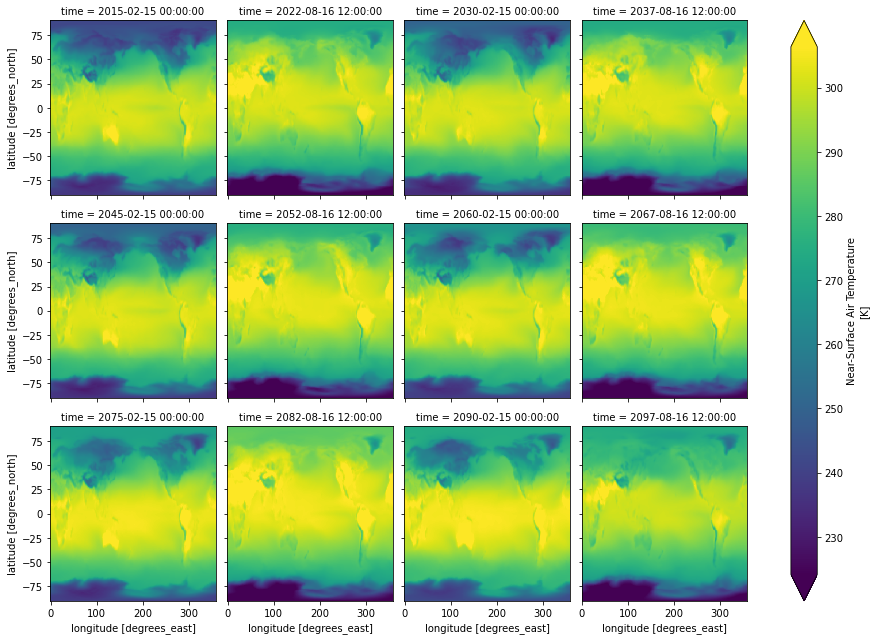 time = 2015-02-15 00:00:00
time = 2022-08-16 12:00:00
time = 2030-02-15 00:00:00
time = 2037-08-16 12:00:00
75
50
25
0
−25
−50
−75
latitude [degrees_north]
time = 2045-02-15 00:00:00
time = 2052-08-16 12:00:00
time = 2060-02-15 00:00:00
time = 2067-08-16 12:00:00
75
50
25
0
−25
−50
−75
latitude [degrees_north]
time = 2075-02-15 00:00:00
time = 2082-08-16 12:00:00
time = 2090-02-15 00:00:00
time = 2097-08-16 12:00:00
75
50
25
0
−25
−50
−75
latitude [degrees_north]
0 100 200 300
0 100 200 300
0 100 200 300
0 100 200 300
longitude [degrees_east]
longitude [degrees_east]
longitude [degrees_east]
longitude [degrees_east]
300
290
280
270
260
250
240
230
Near-Surface Air Temperature
[K]